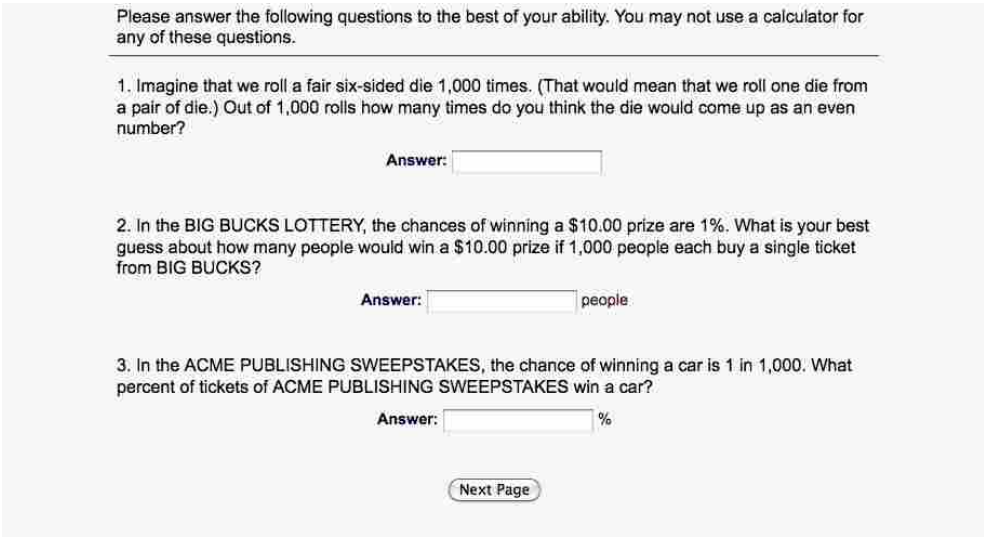 Please answer the following questions to the best of your ability. You may not use a calculator for
any of these questions.
1. Imagine that we roll a fair six-sided die 1,000 times. (That would mean that we roll one die from
a pair of die.) Out of 1,000 rolls how many times do you think the die would come up as an even
number?
Answer:
2. In the BIG BUCKS LOTTERY, the chances of winning a $10.00 prize are 1%. What is your best
guess about how many people would win a $10.00 prize if 1,000 people each buy a single ticket
from BIG BUCKS?
Answer: people
3. In the ACME PUBLISHING SWEEPSTAKES, the chance of winning a car is 1 in 1,000. What
percent of tickets of ACME PUBLISHING SWEEPSTAKES win a car?
Answer: %
Next Page